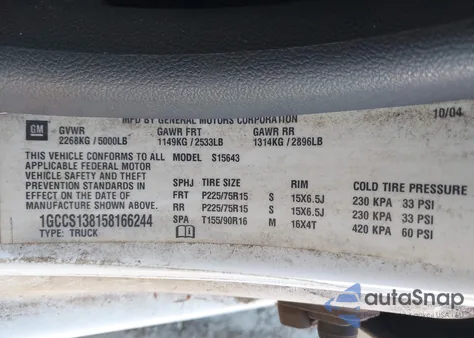 MFD BY GENERAL MOTORS CORPORATION 10/04
GM GVWR GAWR FRT GAWR RR
2268KG / 5000LB 1149KG / 2533LB 1314KG / 2896LB
THIS VEHICLE CONFORMS TO ALL MODEL S15643
APPLICABLE FEDERAL MOTOR
VEHICLE SAFETY AND THEFT SPHJ TIRE SIZE RIM COLD TIRE PRESSURE
PREVENTION STANDARDS IN FRT P225/75R15 S 15X6.5J 230 KPA 33 PSI
EFFECT ON THE DATE OF RR P225/75R15 S 15X6.5J 230 KPA 33 PSI
MANUFACTURE SHOWN ABOVE. SPA T155/90R16 M 16X4T 420 KPA 60 PSI
1GCCS138158166244
TYPE: TRUCK
autoSnap